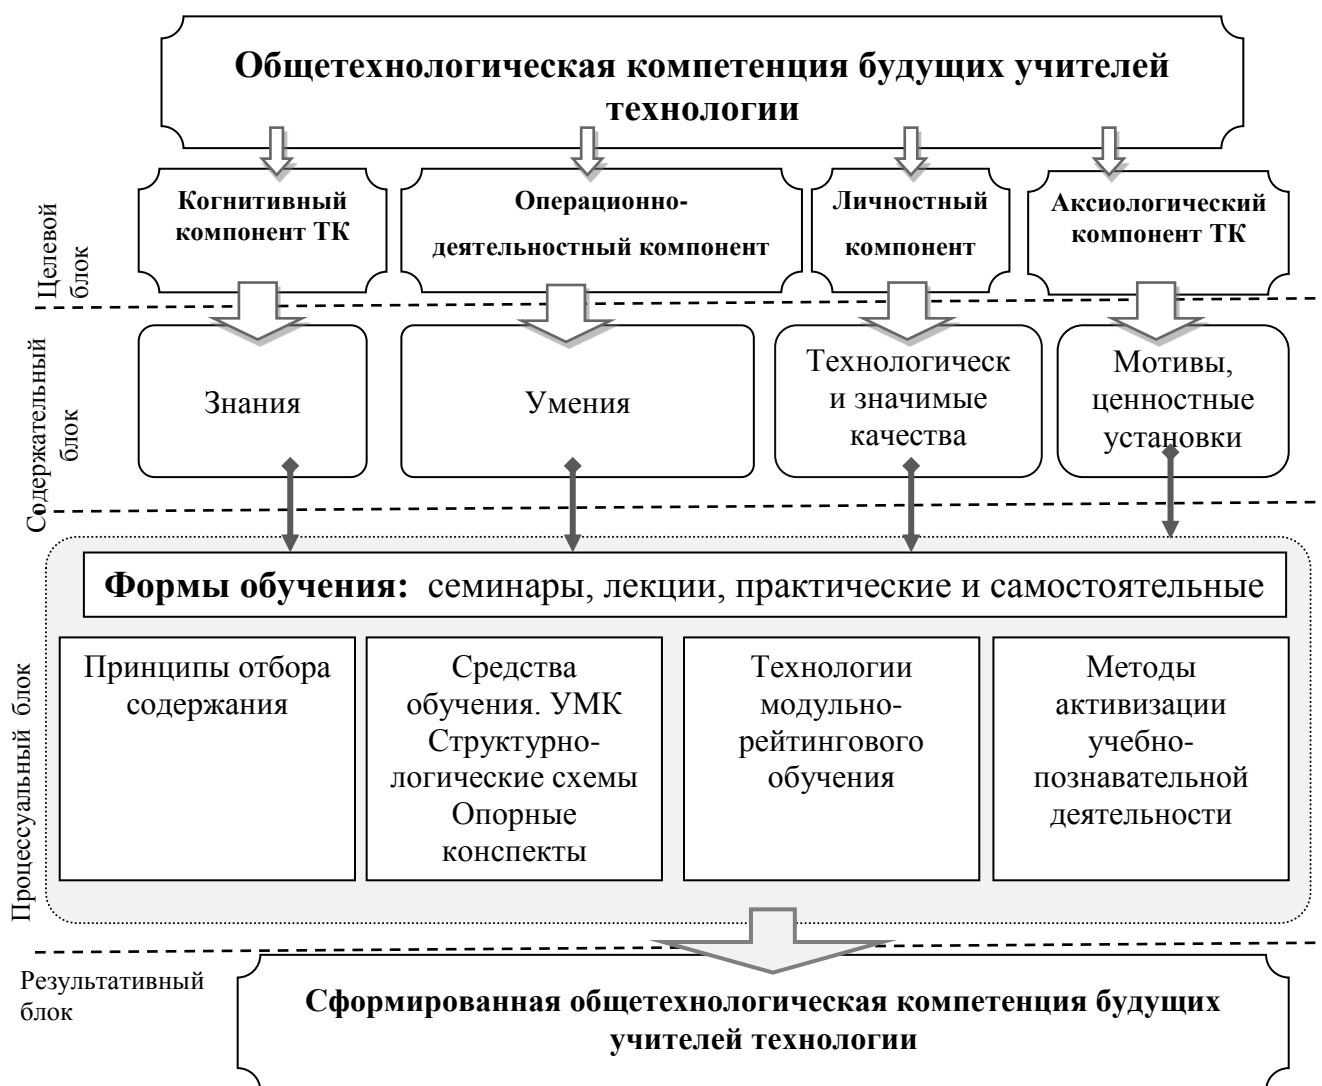 Общетехнологическая компетенция будущих учителей
технологии
Целевой
блок
Когнитивный
компонент ТК
Операционно-
деятельностный компонент
Личностный
компонент
Аксиологический
компонент ТК
Содержательный
блок
Знания
Умения
Технологическ
и значимые
качества
Мотивы,
ценностные
установки
Процессуальный блок
Формы обучения: семинары, лекции, практические и самостоятельные
Принципы отбора
содержания
Средства
обучения. УМК
Структурно-
логические схемы
Опорные
конспекты
Технологии
модульно-
рейтингового
обучения
Методы
активизации
учебно-
познавательной
деятельности
Результативный
блок
Сформированная общетехнологическая компетенция будущих
учителей технологии